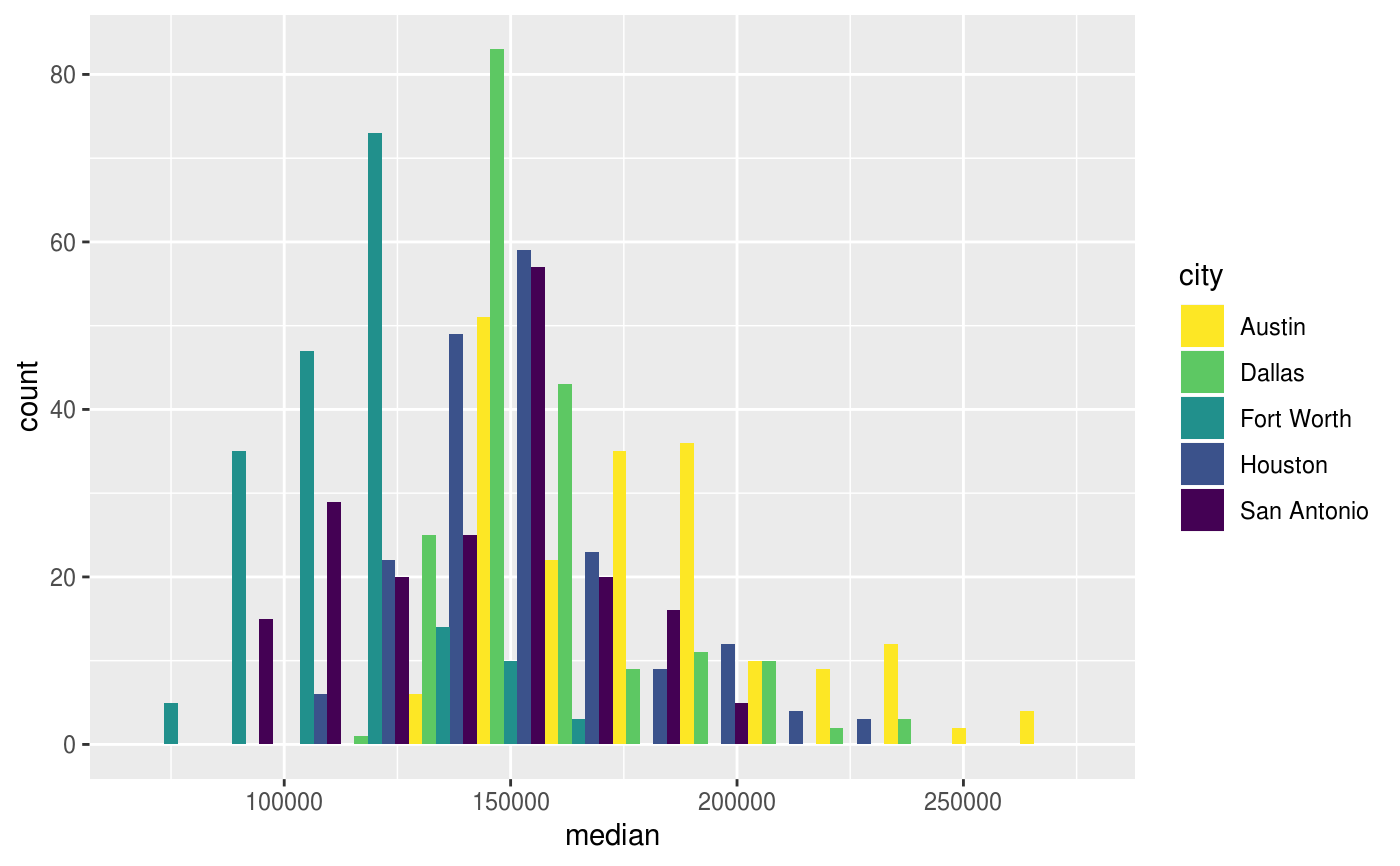 80
60
40
20
0
count
100000 150000 200000 250000
median
city
Austin
Dallas
Fort Worth
Houston
San Antonio